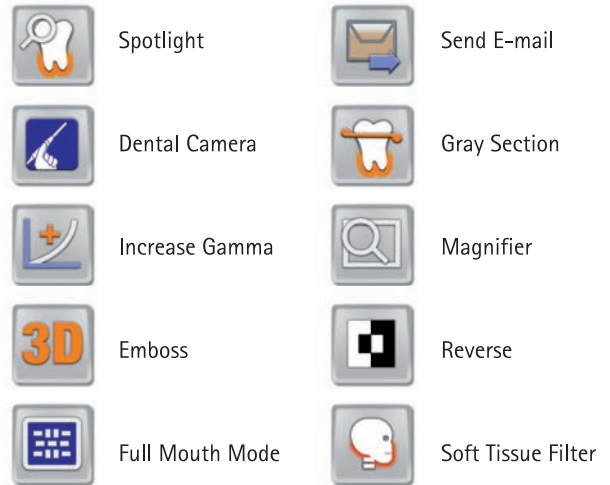 Spotlight
Send E-mail
Dental Camera
Gray Section
Increase Gamma
Magnifier
3D
Emboss
Reverse
Full Mouth Mode
Soft Tissue Filter